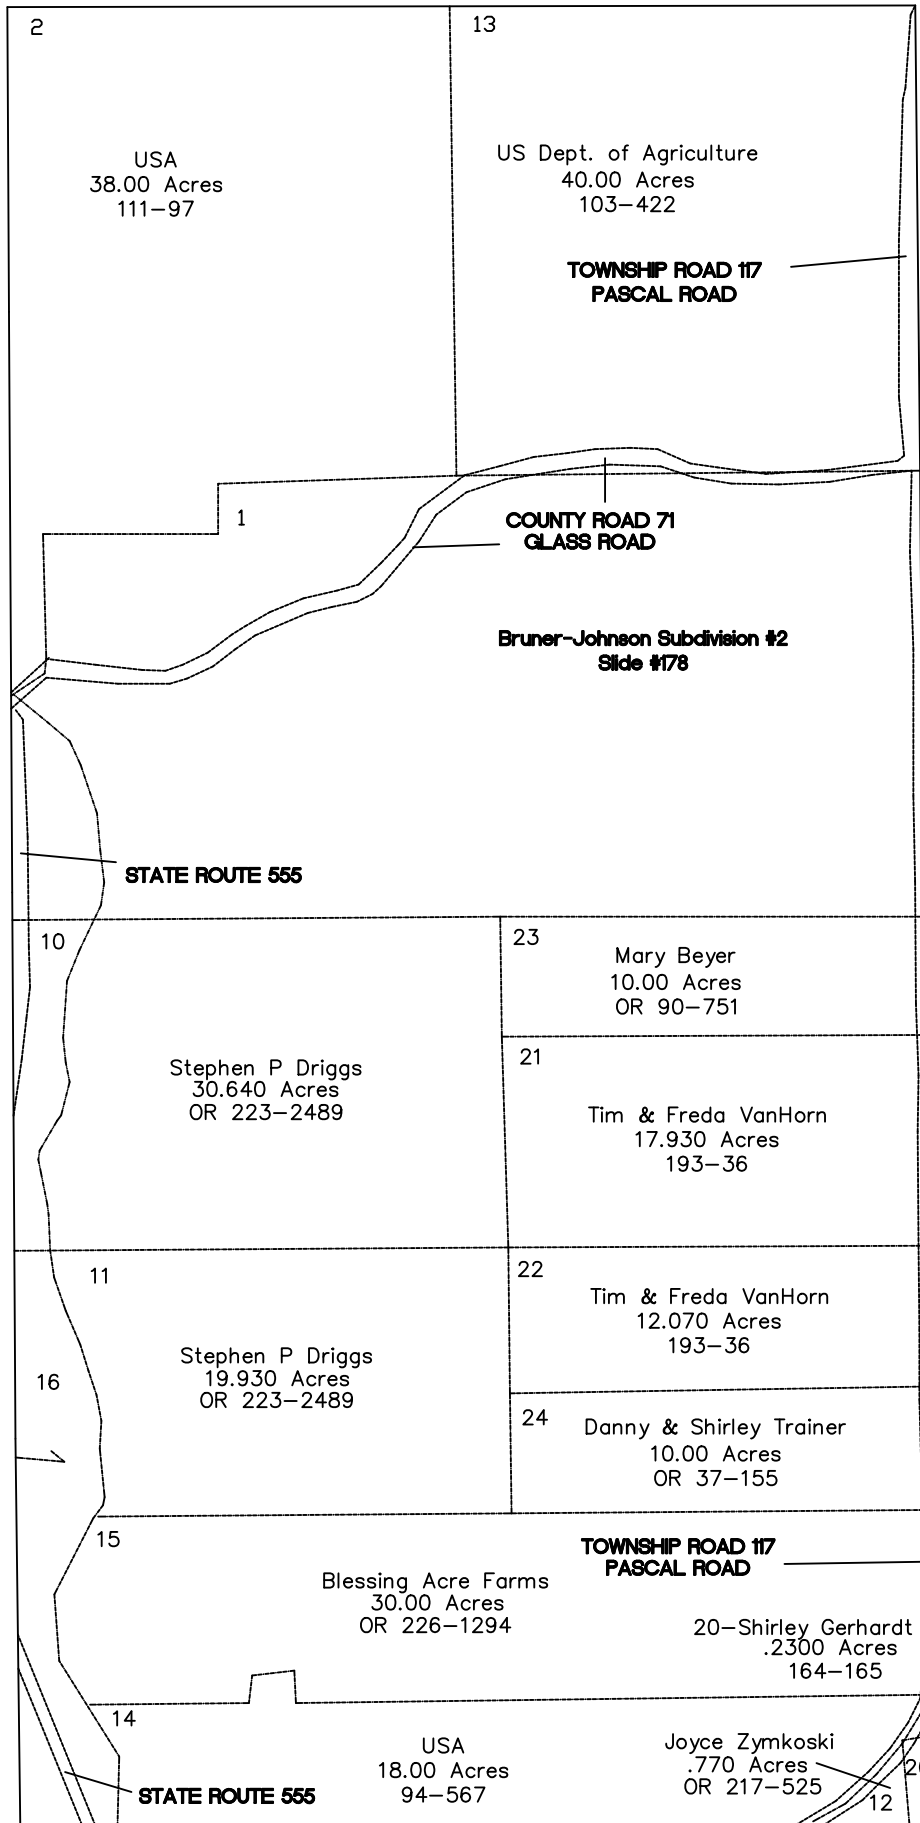 2
13
USA
38.00 Acres
111-97
US Dept. of Agriculture
40.00 Acres
103-422
TOWNSHIP ROAD 117
PASCAL ROAD
1
COUNTY ROAD 71
GLASS ROAD
Bruner-Johnson Subdivision #2
Slide #178
STATE ROUTE 555
10
23
Mary Beyer
10.00 Acres
OR 90-751
21
Stephen P Driggs
30.640 Acres
OR 223-2489
Tim & Freda VanHorn
17.930 Acres
193-36
11
22
Tim & Freda VanHorn
12.070 Acres
193-36
Stephen P Driggs
19.930 Acres
OR 223-2489
16
24
Danny & Shirley Trainer
10.00 Acres
OR 37-155
15
TOWNSHIP ROAD 117
PASCAL ROAD
Blessing Acre Farms
30.00 Acres
OR 226-1294
20-Shirley Gerhardt
.2300 Acres
164-165
14
USA
18.00 Acres
94-567
Joyce Zymkoski
.770 Acres
OR 217-525
STATE ROUTE 555
12